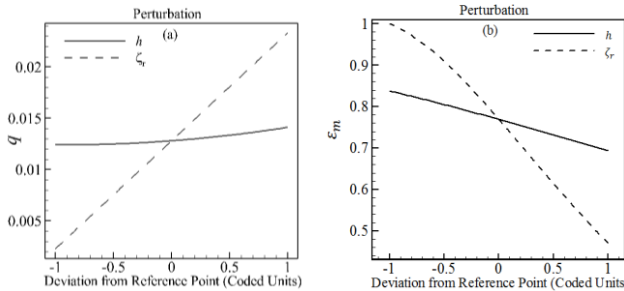 Perturbation
(a)
h
ζr
0.02
0.015
0.01
0.005
q
-1
-0.5
0
0.5
1
Deviation from Reference Point (Coded Units)
Perturbation
(b)
h
ζr
1
0.9
0.8
0.7
0.6
0.5
εm
-1
-0.5
0
0.5
1
Deviation from Reference Point (Coded Units)